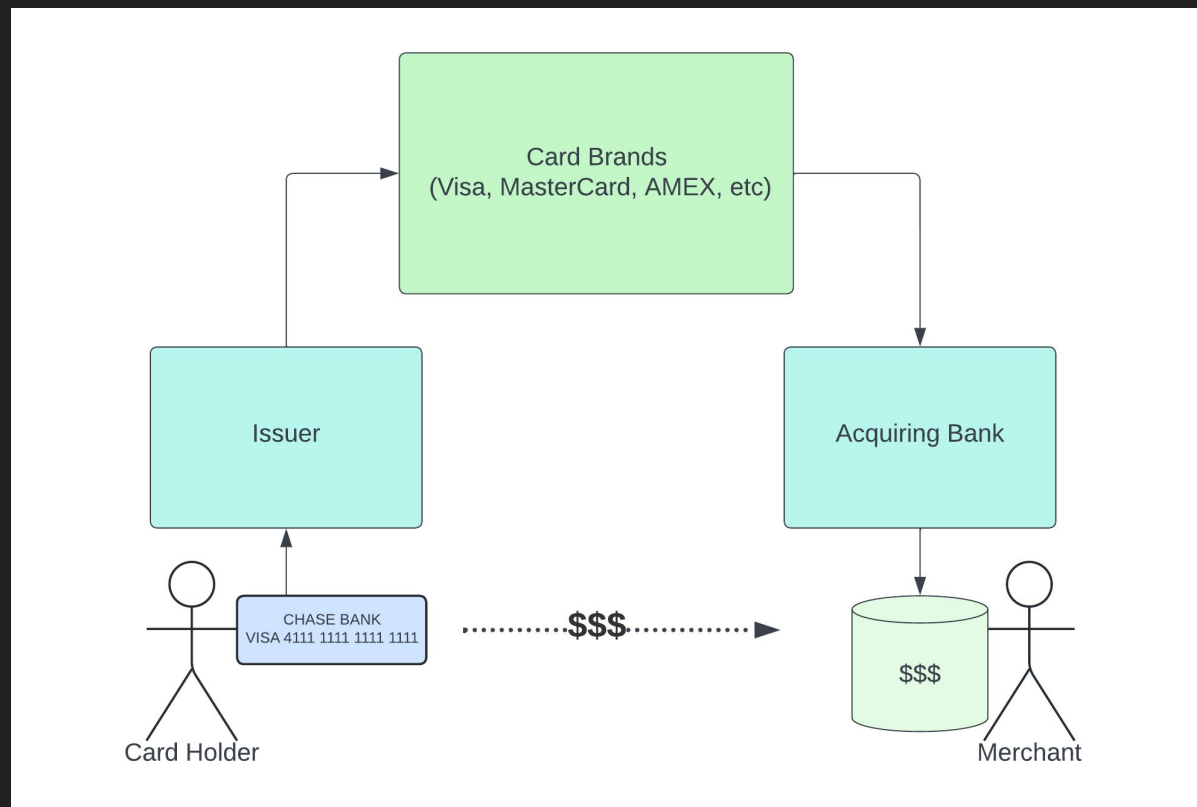 Card Brands
(Visa, MasterCard, AMEX, etc)
Issuer
Acquiring Bank
CHASE BANK
VISA 4111 1111 1111 1111
$$$
$$$
Card Holder
Merchant